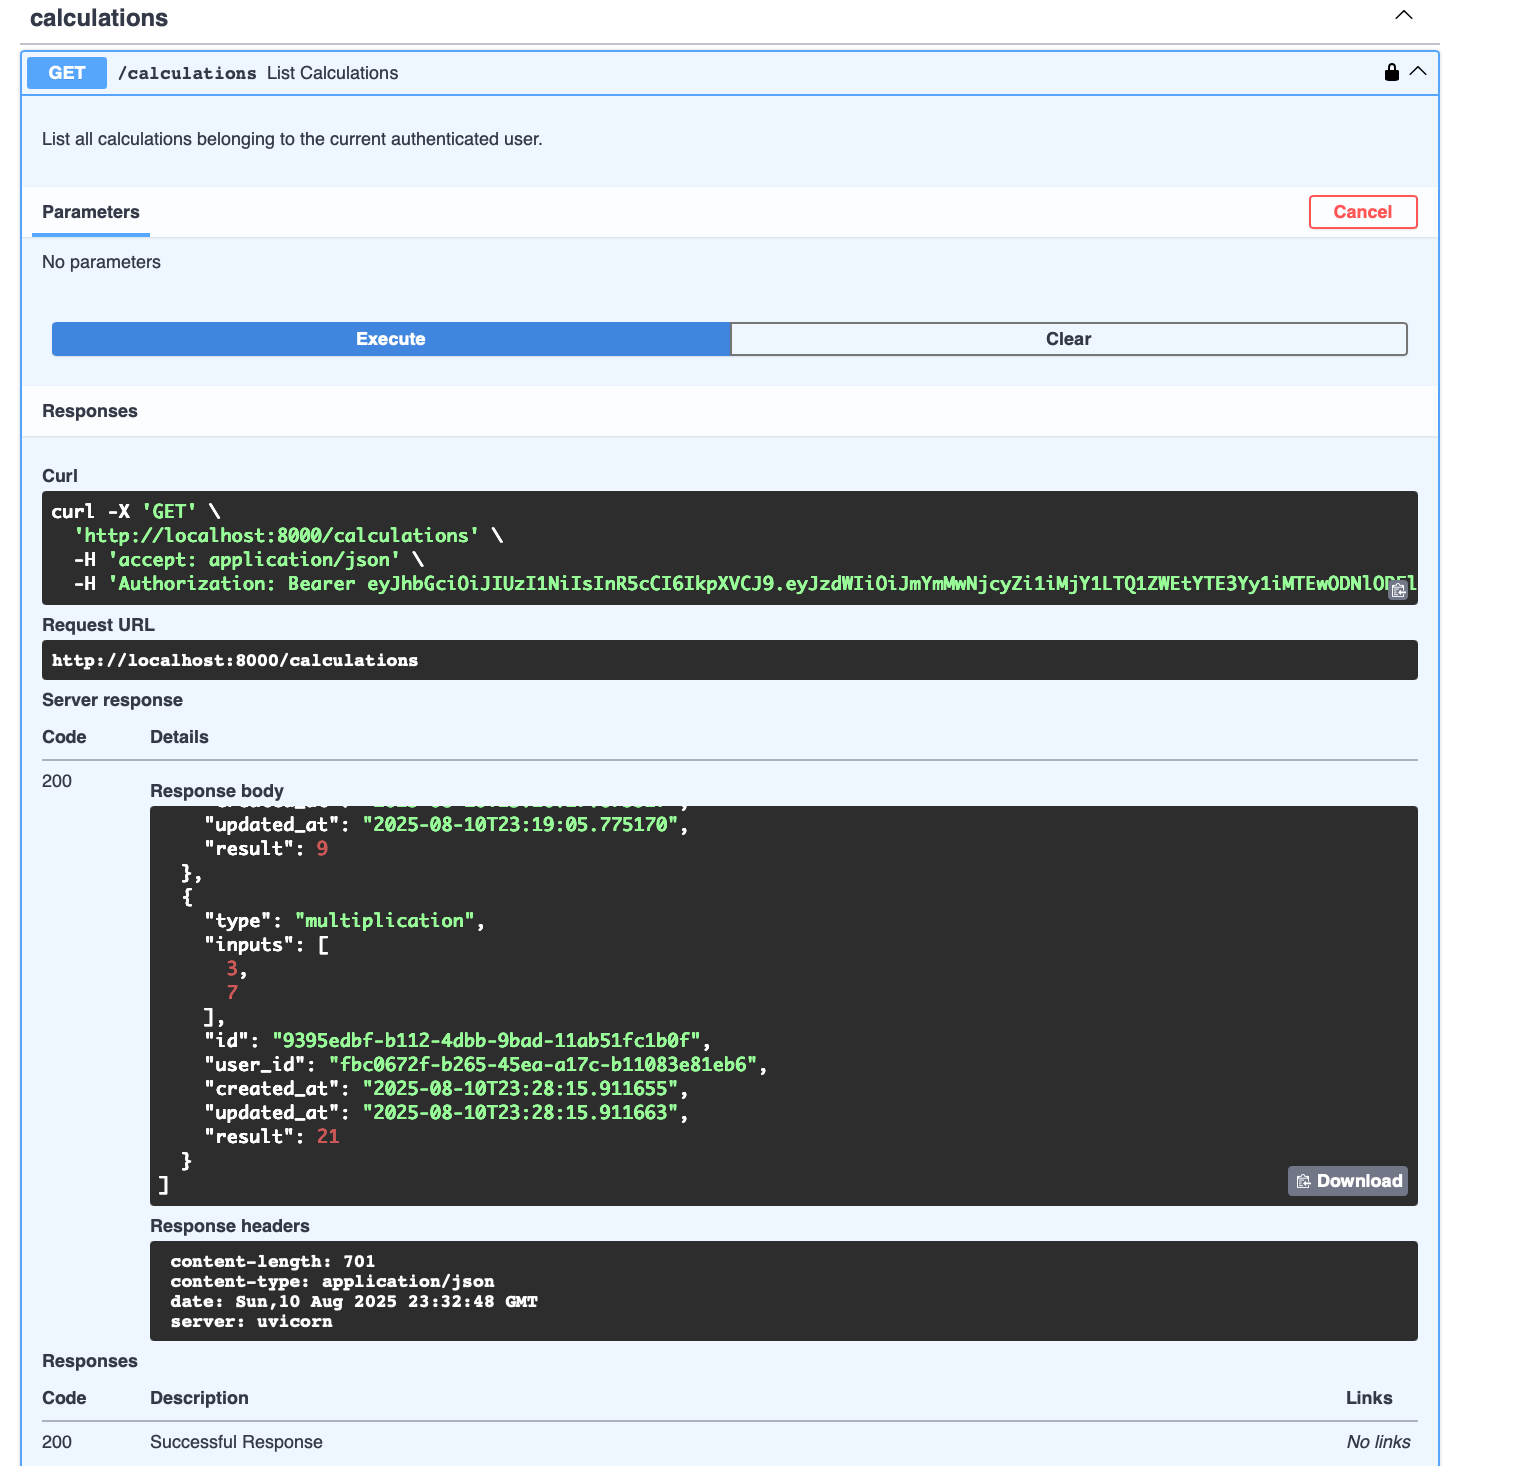 calculations
GET /calculations List Calculations
List all calculations belonging to the current authenticated user.
Parameters
Cancel
No parameters
Execute
Clear
Responses
Curl
curl -X 'GET' \
'http://localhost:8000/calculations' \
-H 'accept: application/json' \
-H 'Authorization: Bearer eyJhbGciOiJIUzI1NiIsInR5cCI6IkpXVCJ9.eyJzdWIiOiJmYmMwNjcyZi1iMjY1LTQ1ZWEtYTE3Yy1iMTEwODNlODFl
Request URL
http://localhost:8000/calculations
Server response
Code Details
200
Response body
"updated_at": "2025-08-10T23:19:05.775170",
"result": 9
},
{
"type": "multiplication",
"inputs": [
3,
7
],
"id": "9395edbf-b112-4dbb-9bad-11ab51fc1b0f",
"user_id": "fbc0672f-b265-45ea-a17c-b11083e81eb6",
"created_at": "2025-08-10T23:28:15.911655",
"updated_at": "2025-08-10T23:28:15.911663",
"result": 21
}
]
Download
Response headers
content-length: 701
content-type: application/json
date: Sun,10 Aug 2025 23:32:48 GMT
server: uvicorn
Responses
Code Description Links
200 Successful Response No links